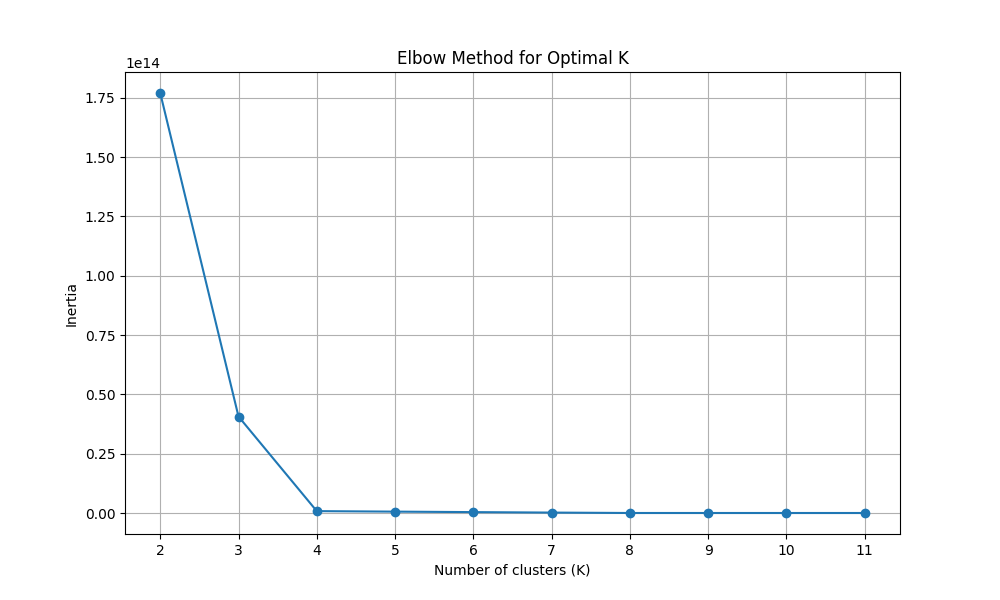 Elbow Method for Optimal K
1e14
1.75
1.50
1.25
1.00
0.75
0.50
0.25
0.00
Inertia
2 3 4 5 6 7 8 9 10 11
Number of clusters (K)